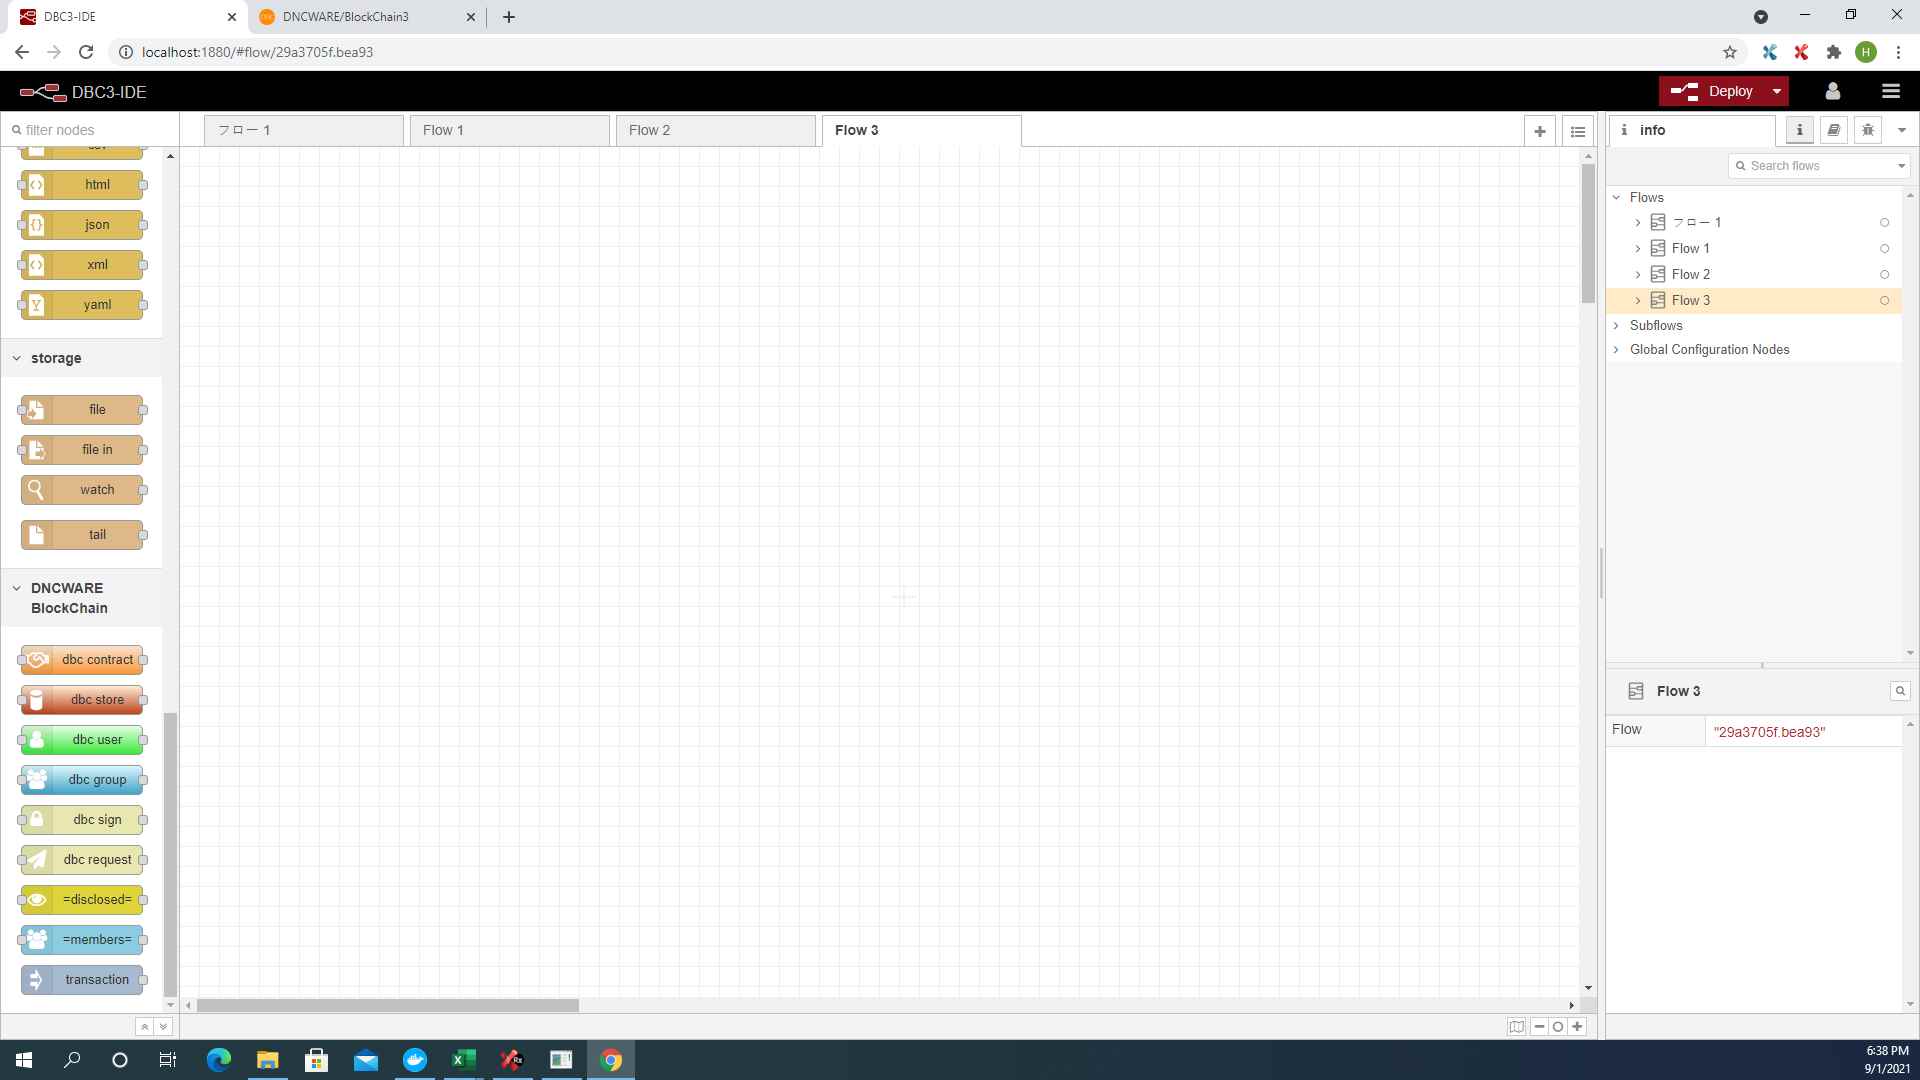 DBC3-IDE
DNCWARE/BlockChain3
localhost:1880/#flow/29a3705f.bea93
H
DBC3-IDE
Deploy
filter nodes
フロー 1
Flow 1
Flow 2
Flow 3
info
Search flows
html
json
xml
yaml
storage
file
file in
watch
tail
DNCWARE
BlockChain
dbc contract
dbc store
dbc user
dbc group
dbc sign
dbc request
=disclosed=
=members=
transaction
Flows
フロー 1
Flow 1
Flow 2
Flow 3
Subflows
Global Configuration Nodes
Flow 3
Flow
"29a3705f.bea93"
6:38 PM
9/1/2021